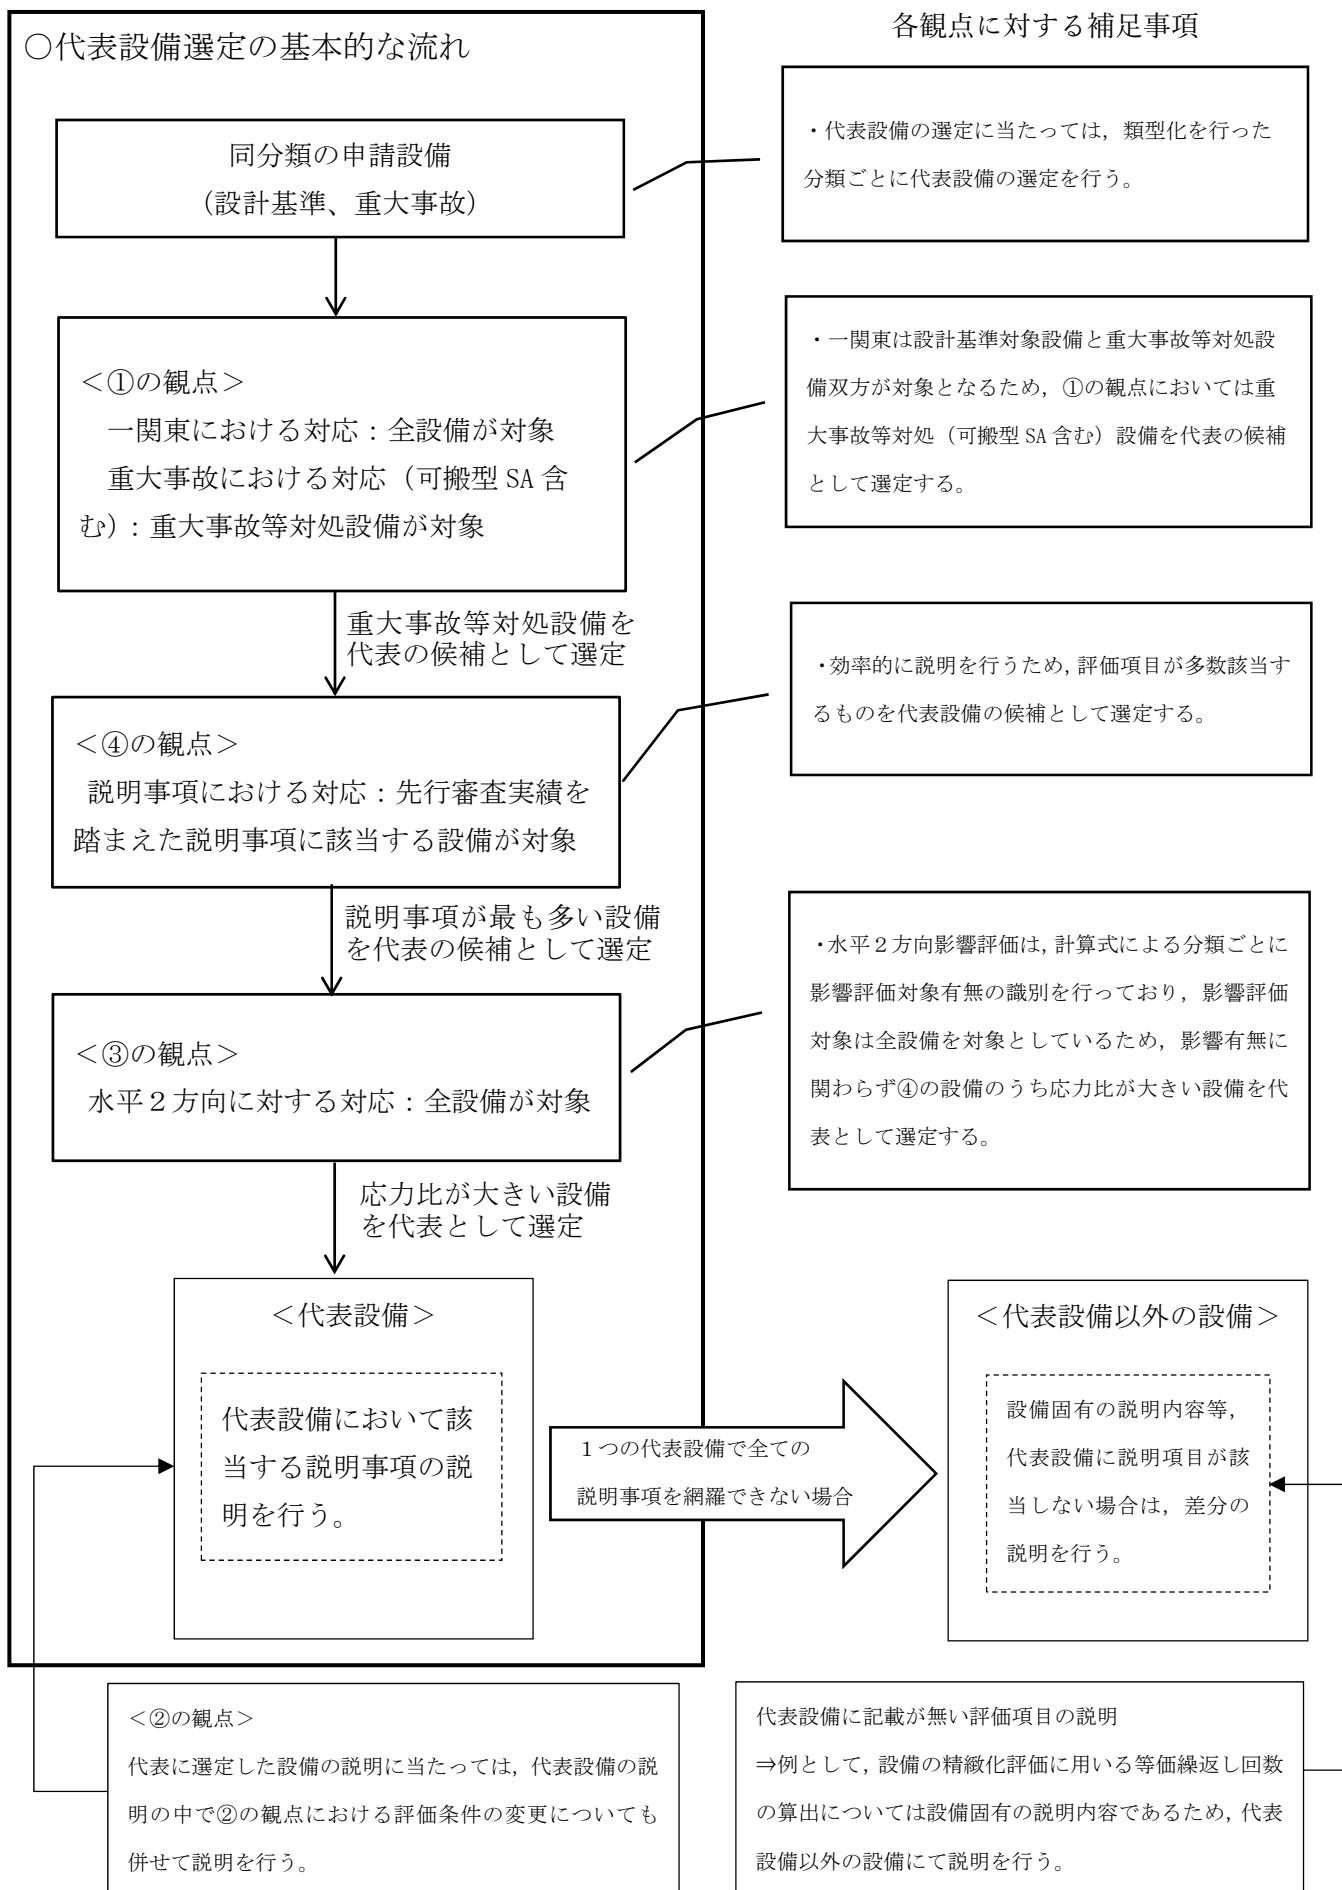 〇代表設備選定の基本的な流れ
各観点に対する補足事項
同分類の申請設備
（設計基準、重大事故）
・代表設備の選定に当たっては，類型化を行った
分類ごとに代表設備の選定を行う。
＜①の観点＞
一関東における対応：全設備が対象
重大事故における対応（可搬型 SA 含
む）：重大事故等対処設備が対象
・一関東は設計基準対象設備と重大事故等対処設
備双方が対象となるため，①の観点においては重
大事故等対処（可搬型 SA 含む）設備を代表の候補
として選定する。
重大事故等対処設備を
代表の候補として選定
＜④の観点＞
説明事項における対応：先行審査実績を
踏まえた説明事項に該当する設備が対象
・効率的に説明を行うため，評価項目が多数該当す
るものを代表設備の候補として選定する。
説明事項が最も多い設備
を代表の候補として選定
＜③の観点＞
水平２方向に対する対応：全設備が対象
・水平２方向影響評価は，計算式による分類ごとに
影響評価対象有無の識別を行っており，影響評価
対象は全設備を対象としているため，影響有無に
関わらず④の設備のうち応力比が大きい設備を代
表として選定する。
応力比が大きい設備
を代表として選定
＜代表設備＞
代表設備において該
当する説明事項の説
明を行う。
１つの代表設備で全ての
説明事項を網羅できない場合
＜代表設備以外の設備＞
設備固有の説明内容等，
代表設備に説明項目が該
当しない場合は，差分の
説明を行う。
＜②の観点＞
代表に選定した設備の説明に当たっては，代表設備の説
明の中で②の観点における評価条件の変更についても
併せて説明を行う。
代表設備に記載が無い評価項目の説明
⇒例として，設備の精緻化評価に用いる等価繰返し回数
の算出については設備固有の説明内容であるため，代表
設備以外の設備にて説明を行う。